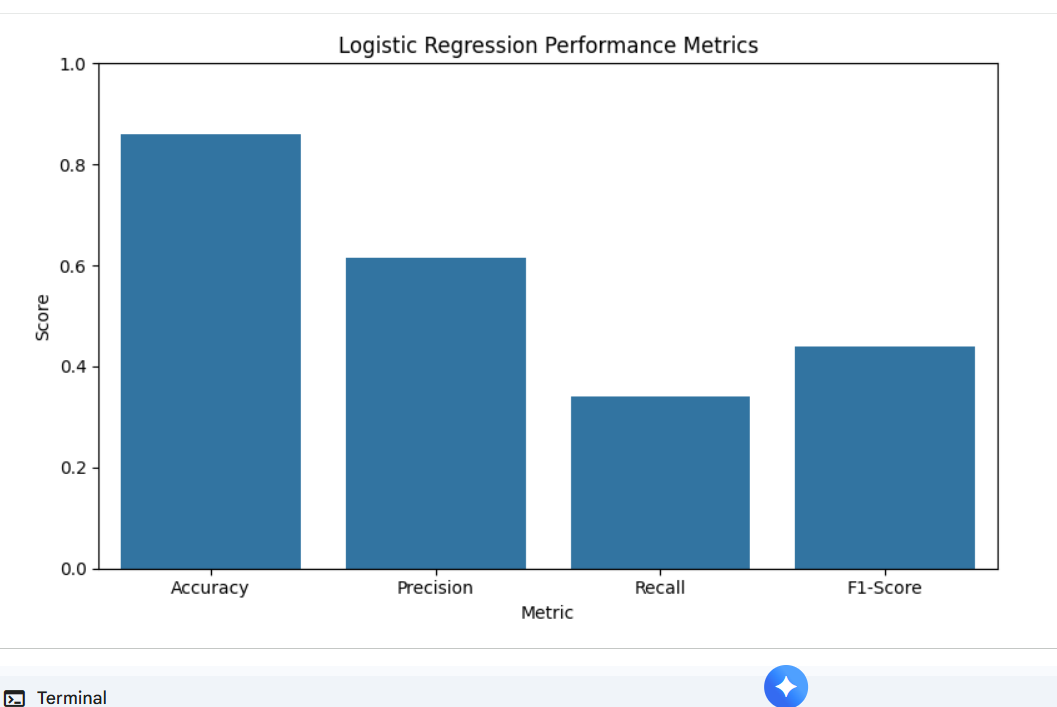 Logistic Regression Performance Metrics
1.0
0.8
0.6
0.4
0.2
0.0
Score
Accuracy Precision Recall F1-Score
Metric
Terminal